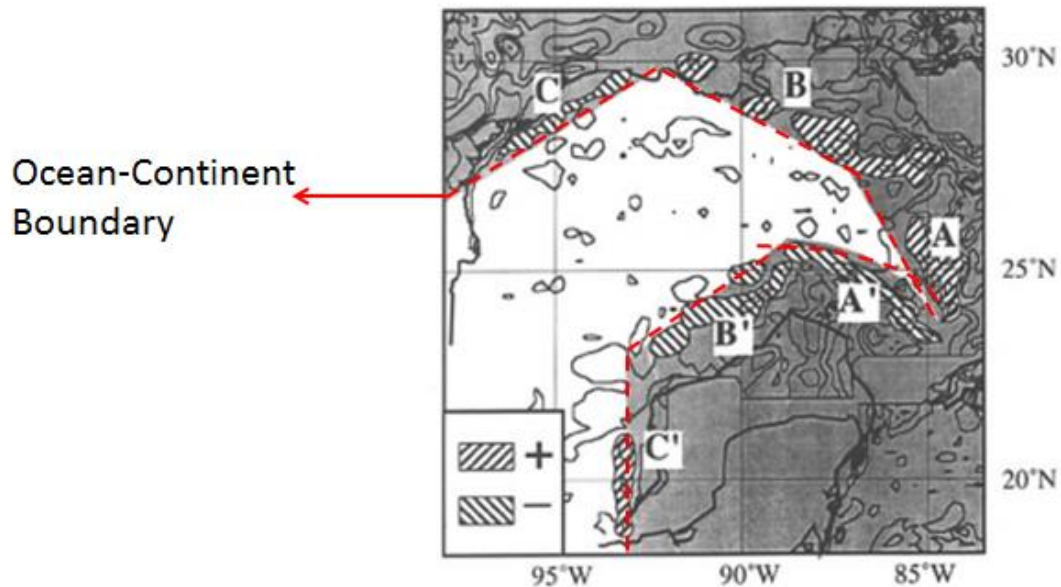 Ocean-Continent
Boundary
30°N
B
C
A
25°N
A'
B'
C'
+
−
20°N
95°W
90°W
85°W